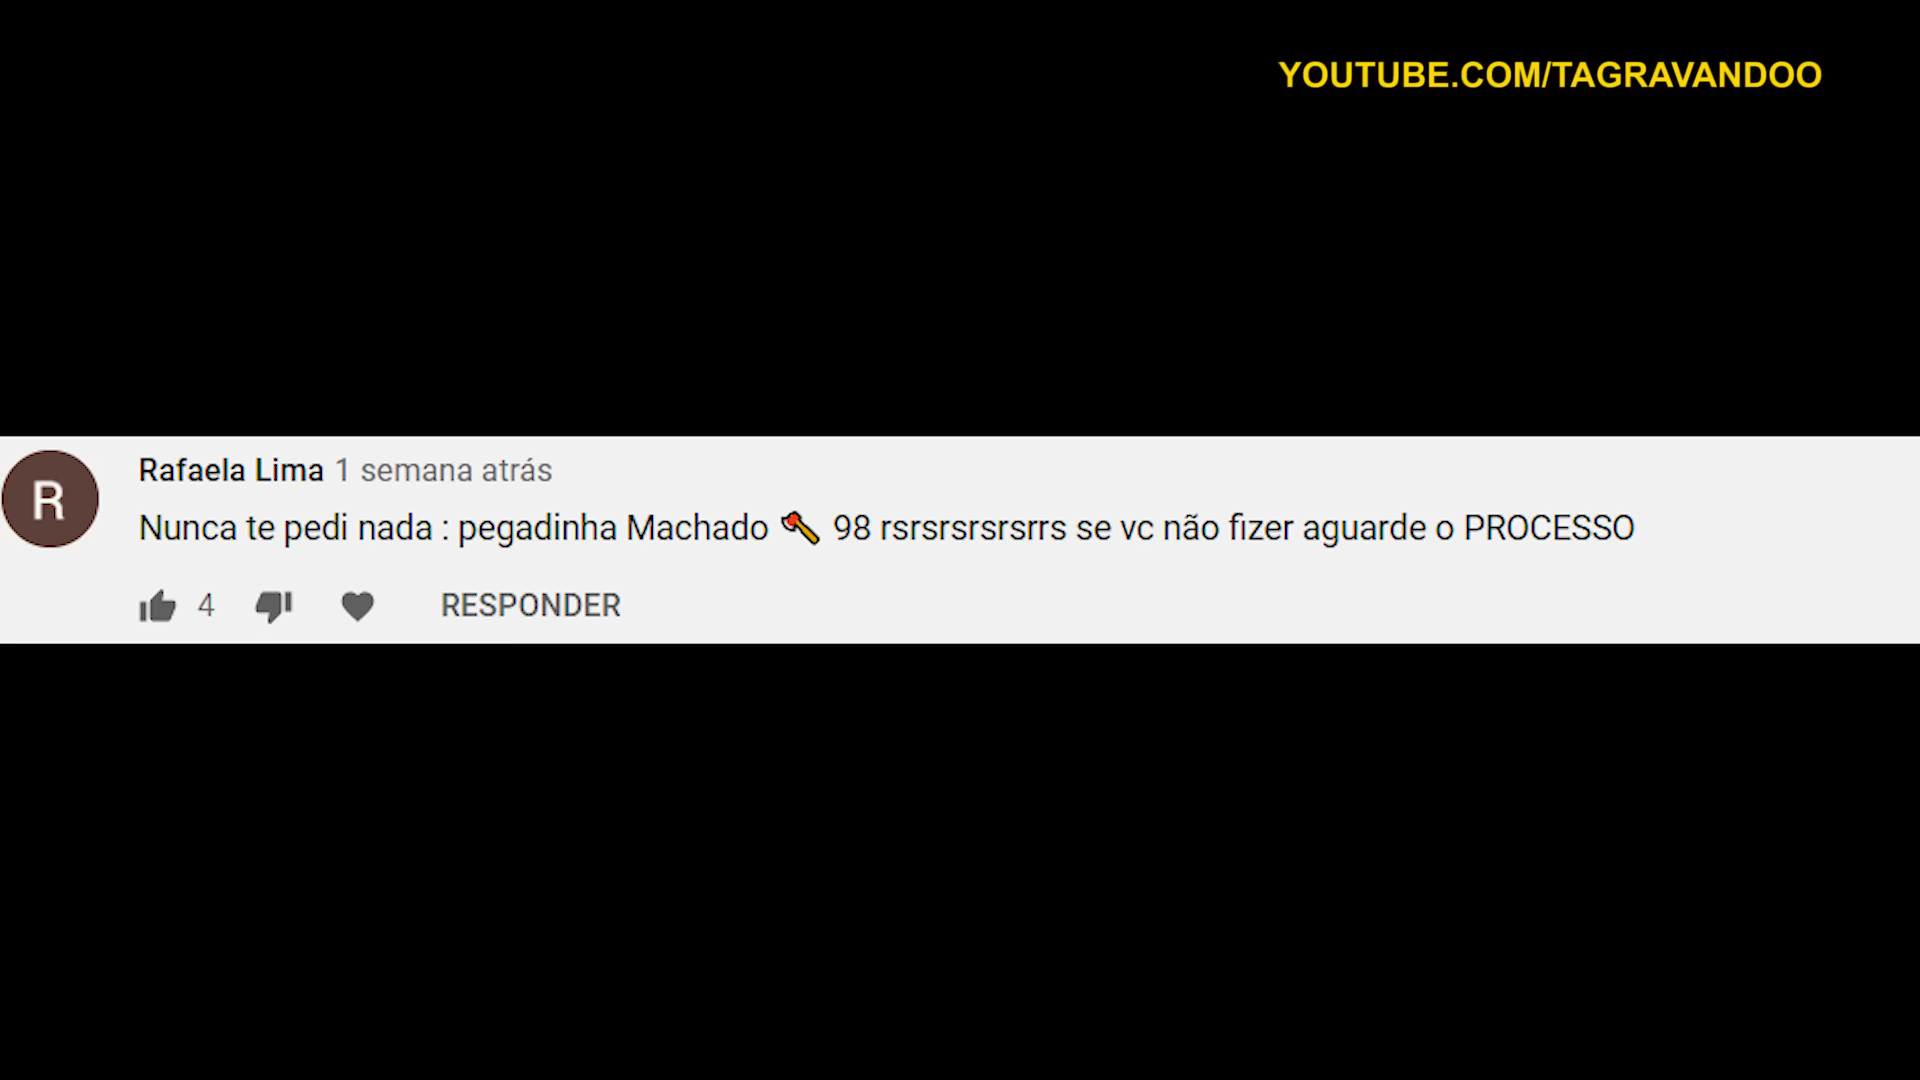 YOUTUBE.COM/TAGRAVANDOO
R
Rafaela Lima 1 semana atrás
Nunca te pedi nada : pegadinha Machado 🪓 98 rsrsrsrsrsrrs se vc não fizer aguarde o PROCESSO
4 RESPONDER